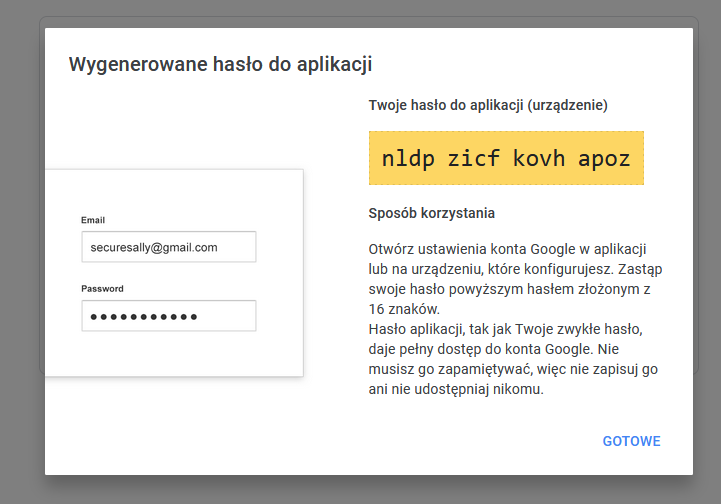 Wygenerowane hasło do aplikacji
Email
securesally@gmail.com
Password
Twoje hasło do aplikacji (urządzenie)
nldp zicf kovh apoz
Sposób korzystania
Otwórz ustawienia konta Google w aplikacji
lub na urządzeniu, które konfigurujesz. Zastąp
swoje hasło powyższym hasłem złożonym z
16 znaków.
Hasło aplikacji, tak jak Twoje zwykłe hasło,
daje pełny dostęp do konta Google. Nie
musisz go zapamiętywać, więc nie zapisuj go
ani nie udostępniaj nikomu.
GOTOWE